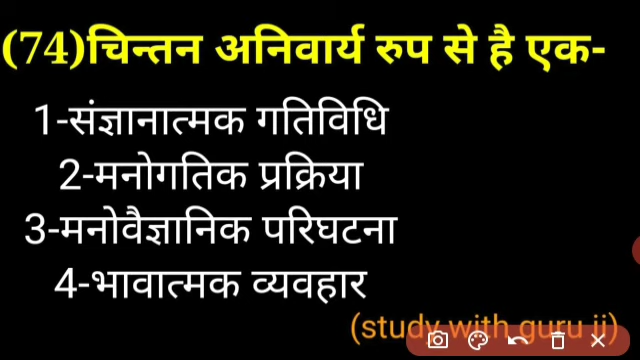 (74)चिन्तन अनिवार्य रुप से है एक-
1-संज्ञानात्मक गतिविधि
2-मनोगतिक प्रक्रिया
3-मनोवैज्ञानिक परिघटना
4-भावात्मक व्यवहार
(study with guru ji)